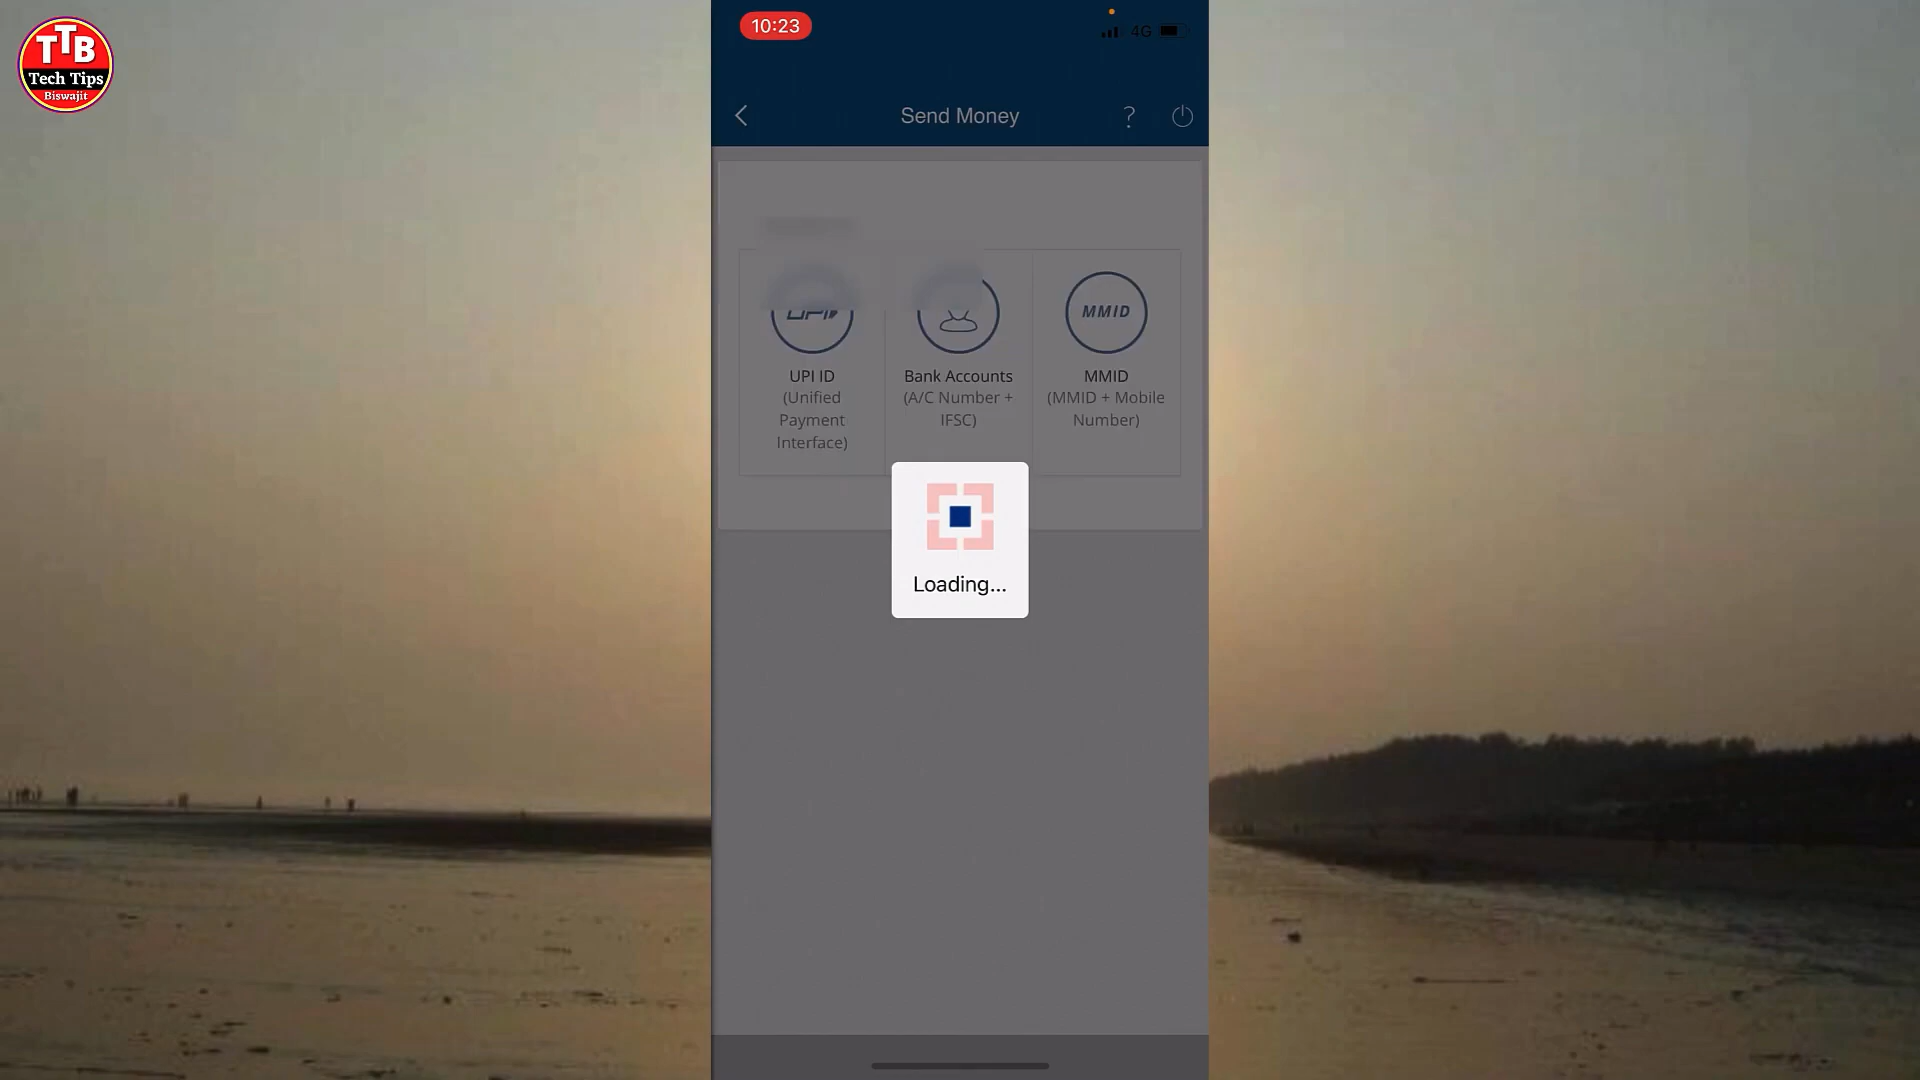 TTB
Tech Tips
Biswajit
10:23
4G
Send Money
?
UPI
MMID
UPI ID
(Unified
Payment
Interface)
Bank Accounts
(A/C Number +
IFSC)
MMID
(MMID + Mobile
Number)
Loading...